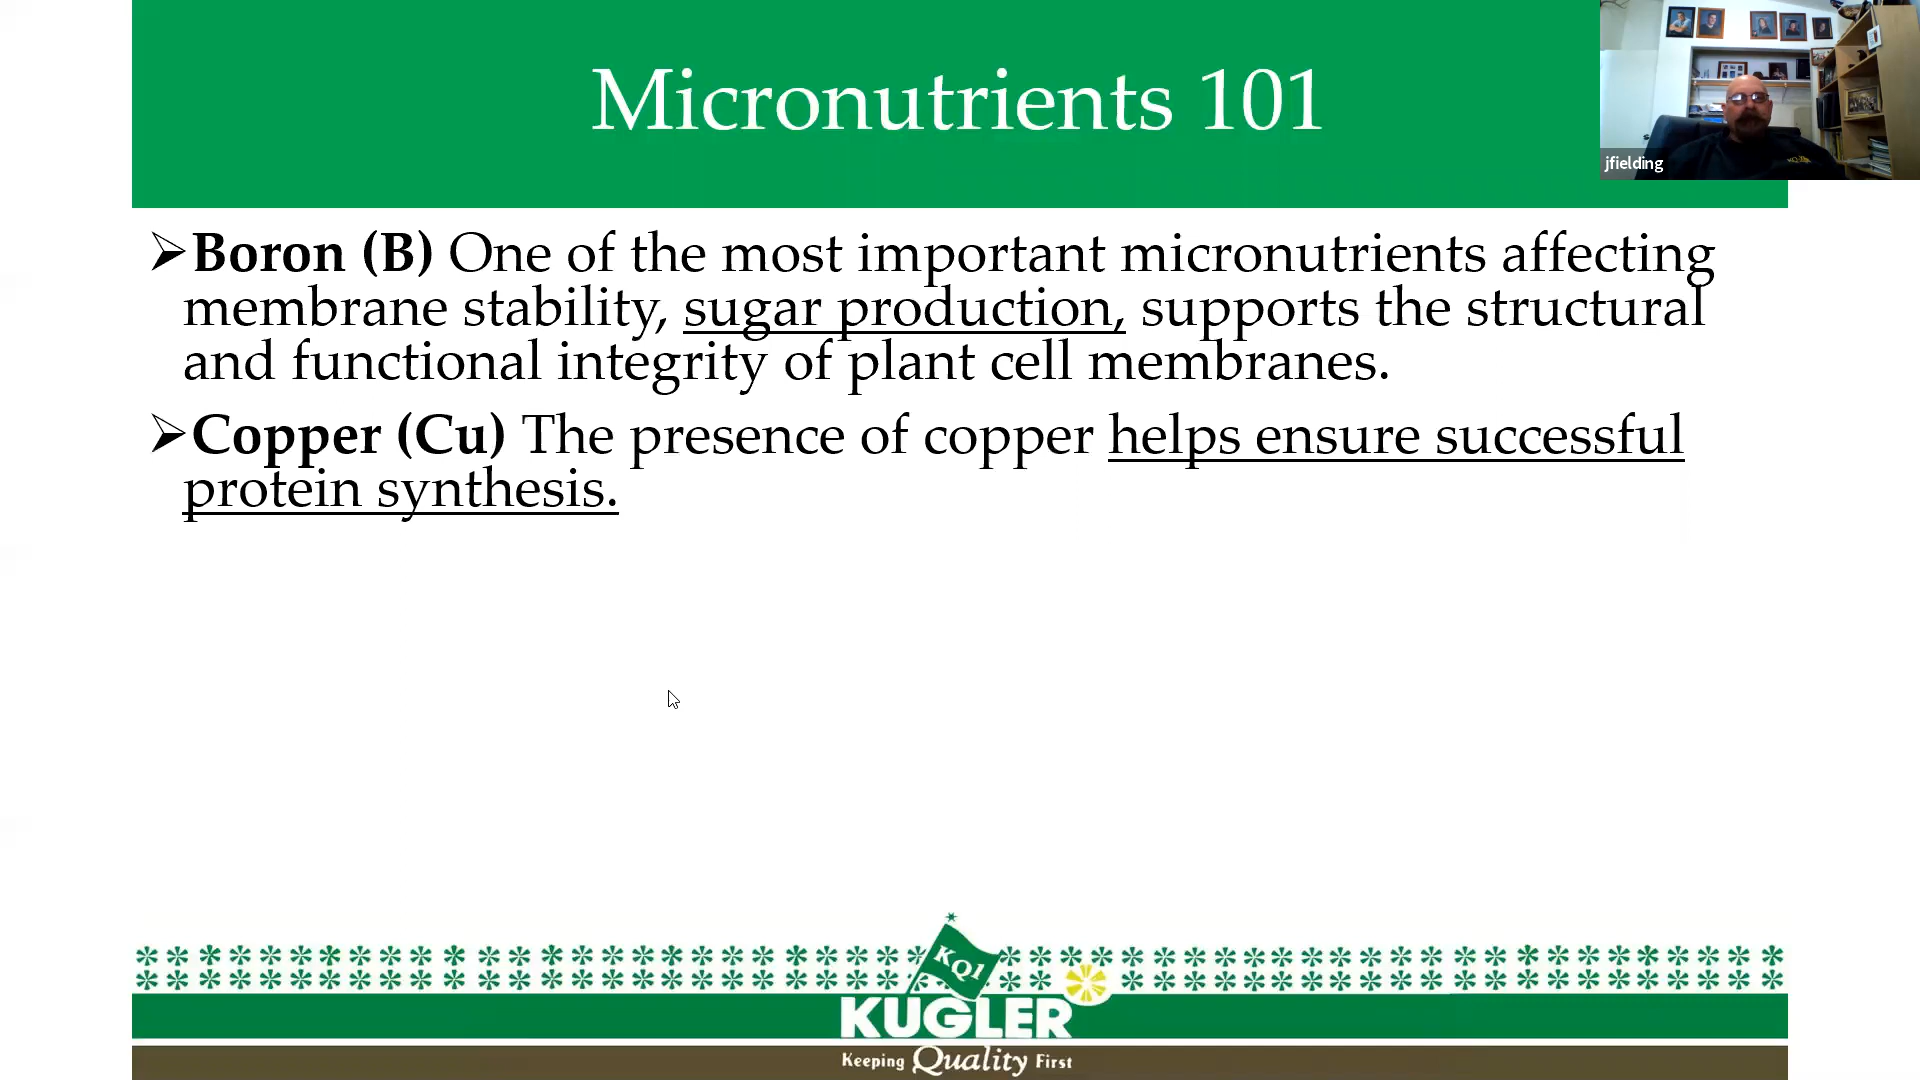 Micronutrients 101
jfielding
➢Boron (B) One of the most important micronutrients affecting
membrane stability, sugar production, supports the structural
and functional integrity of plant cell membranes.
➢Copper (Cu) The presence of copper helps ensure successful
protein synthesis.
KQ1
KUGLER
Keeping Quality First